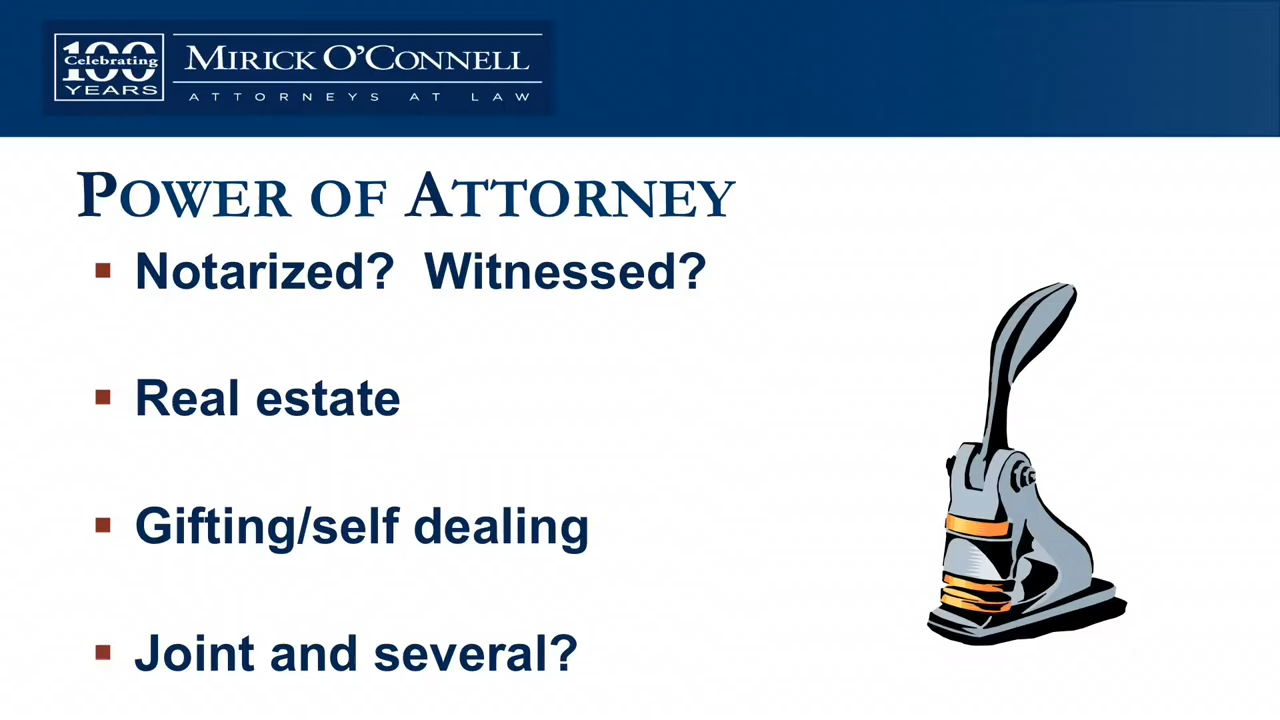 100
Celebrating
YEARS
MIRICK O'CONNELL
ATTORNEYS AT LAW
POWER OF ATTORNEY
▪ Notarized?  Witnessed?
▪ Real estate
▪ Gifting/self dealing
▪ Joint and several?